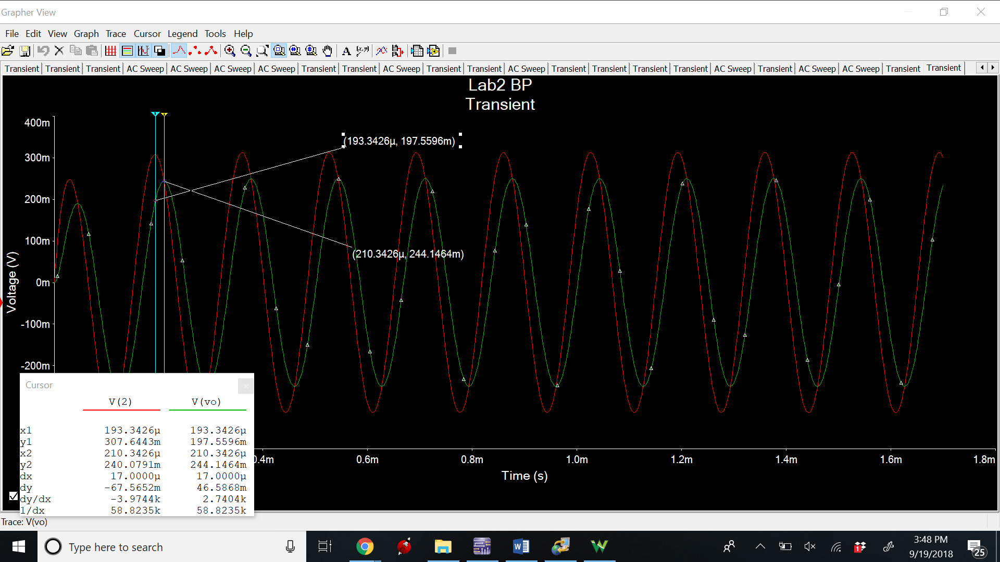 Grapher View
File Edit View Graph Trace Cursor Legend Tools Help
Transient Transient Transient AC Sweep AC Sweep AC Sweep AC Sweep Transient Transient AC Sweep Transient Transient AC Sweep Transient Transient Transient Transient AC Sweep Transient AC Sweep AC Sweep Transient Transient
Lab2 BP
Transient
400m
300m
200m
100m
0m
-100m
-200m
Voltage (V)
(193.3426µ, 197.5596m)
(210.3426µ, 244.1464m)
0.4m 0.6m 0.8m 1.0m 1.2m 1.4m 1.6m 1.8m
Time (s)
Cursor
V(2) V(vo)
x1 193.3426µ 193.3426µ
y1 307.6443m 197.5596m
x2 210.3426µ 210.3426µ
y2 240.0791m 244.1464m
dx 17.0000µ 17.0000µ
dy -67.5652m 46.5868m
dy/dx -3.9744k 2.7404k
1/dx 58.8235k 58.8235k
Trace: V(vo)
Type here to search
1
3:48 PM
9/19/2018
25